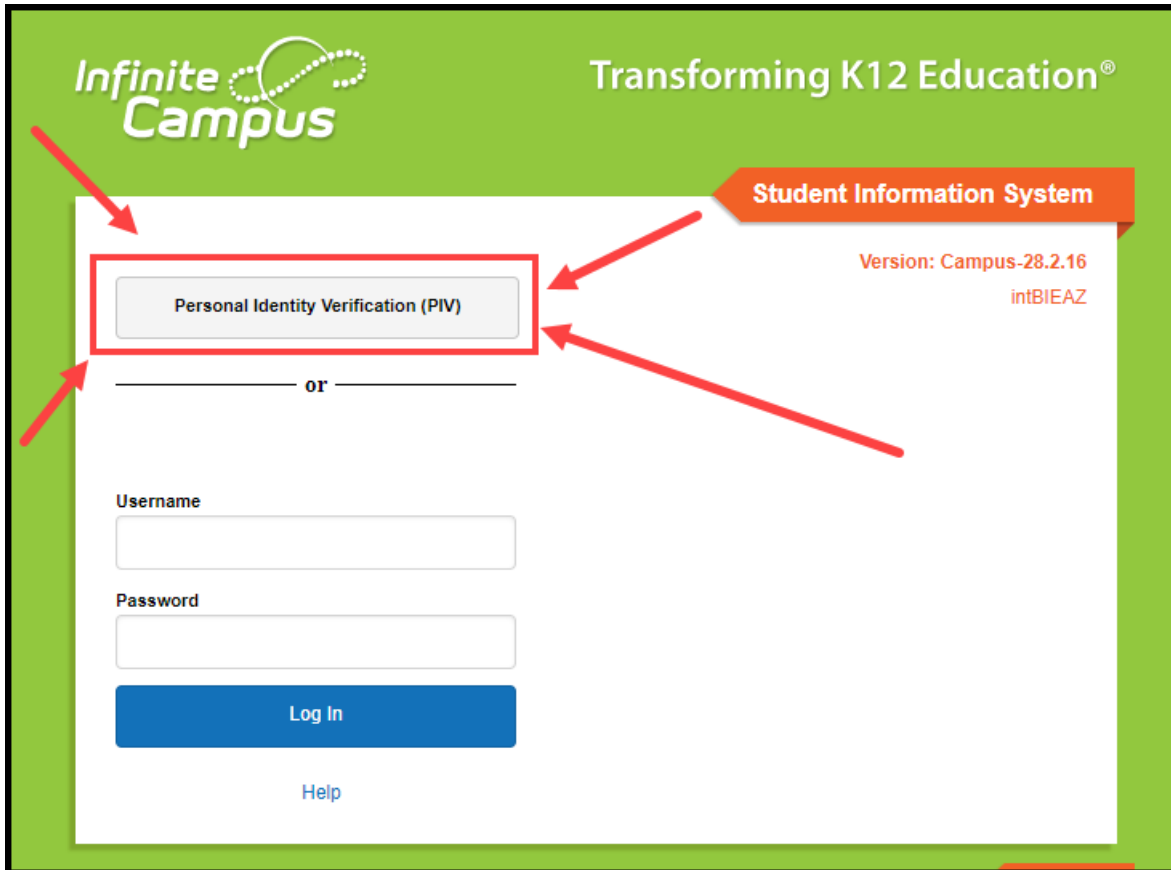 Infinite
Campus
Transforming K12 Education®
Student Information System
Version: Campus-28.2.16
intBIEAZ
Personal Identity Verification (PIV)
or
Username
Password
Log In
Help